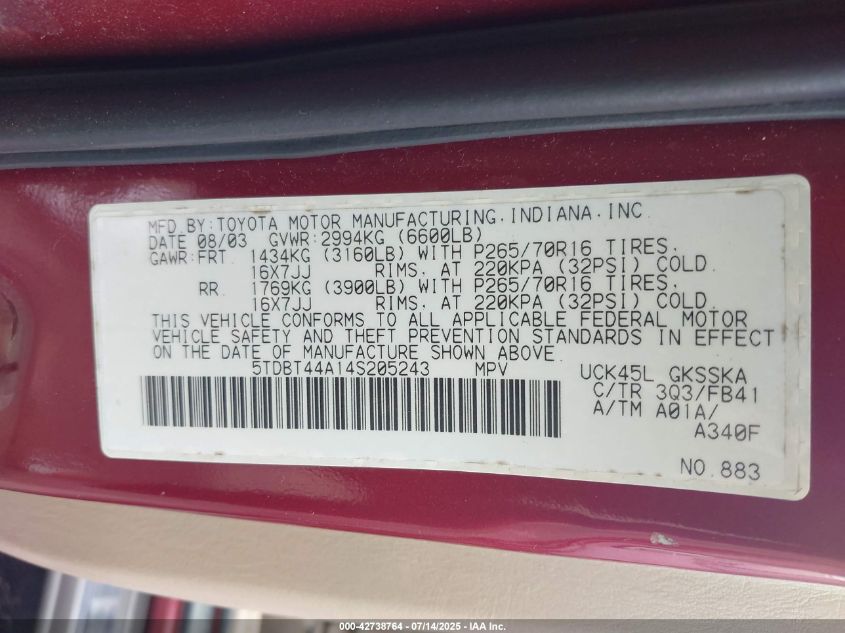 MFD BY:TOYOTA MOTOR MANUFACTURING.INDIANA.INC
DATE 08/03 GVWR:2994KG (6600LB)
GAWR:FRT. 1434KG (3160LB) WITH P265/70R16 TIRES.
16X7JJ RIMS. AT 220KPA (32PSI) COLD.
RR. 1769KG (3900LB) WITH P265/70R16 TIRES.
16X7JJ RIMS. AT 220KPA (32PSI) COLD.
THIS VEHICLE CONFORMS TO ALL APPLICABLE FEDERAL MOTOR
VEHICLE SAFETY AND THEFT PREVENTION STANDARDS IN EFFECT
ON THE DATE OF MANUFACTURE SHOWN ABOVE.
5TDBT44A14S205243 MPV UCK45L GKSSKA
C/TR 3Q3/FB41
A/TM A01A/
A340F
NO.883
000-42738764 - 07/14/2025 - IAA Inc.